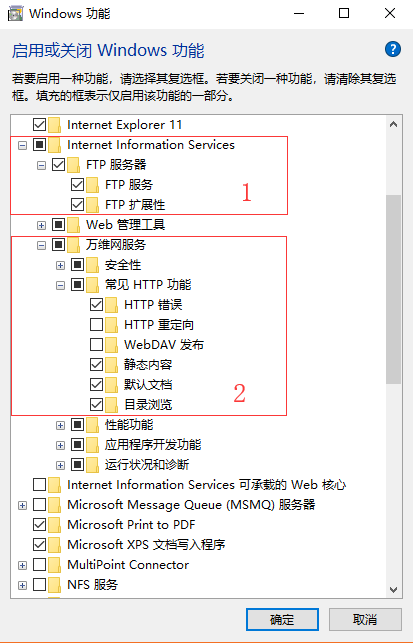 Windows 功能
启用或关闭 Windows 功能
若要启用一种功能，请选择其复选框。若要关闭一种功能，请清除其复选
框。填充的框表示仅启用该功能的一部分。
Internet Explorer 11
Internet Information Services
FTP 服务器
FTP 服务
FTP 扩展性
1
Web 管理工具
万维网服务
安全性
常见 HTTP 功能
HTTP 错误
HTTP 重定向
WebDAV 发布
静态内容
默认文档
目录浏览
2
性能功能
应用程序开发功能
运行状况和诊断
Internet Information Services 可承载的 Web 核心
Microsoft Message Queue (MSMQ) 服务器
Microsoft Print to PDF
Microsoft XPS 文档写入程序
MultiPoint Connector
NFS 服务
确定
取消